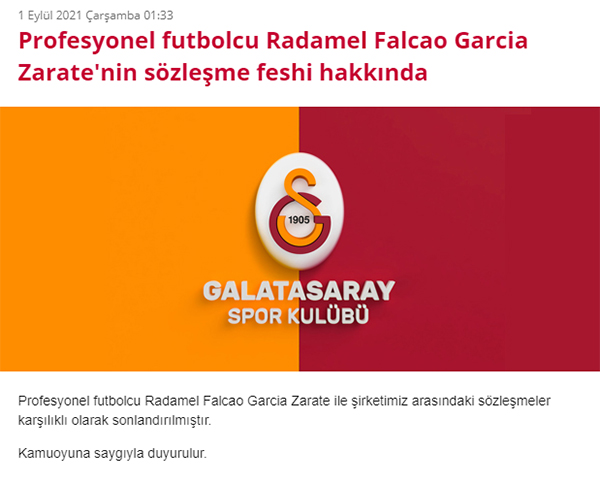 1 Eylül 2021 Çarşamba 01:33
Profesyonel futbolcu Radamel Falcao Garcia
Zarate'nin sözleşme feshi hakkında
1905
GALATASARAY
SPOR KULÜBÜ
Profesyonel futbolcu Radamel Falcao Garcia Zarate ile şirketimiz arasındaki sözleşmeler
karşılıklı olarak sonlandırılmıştır.
Kamuoyuna saygıyla duyurulur.